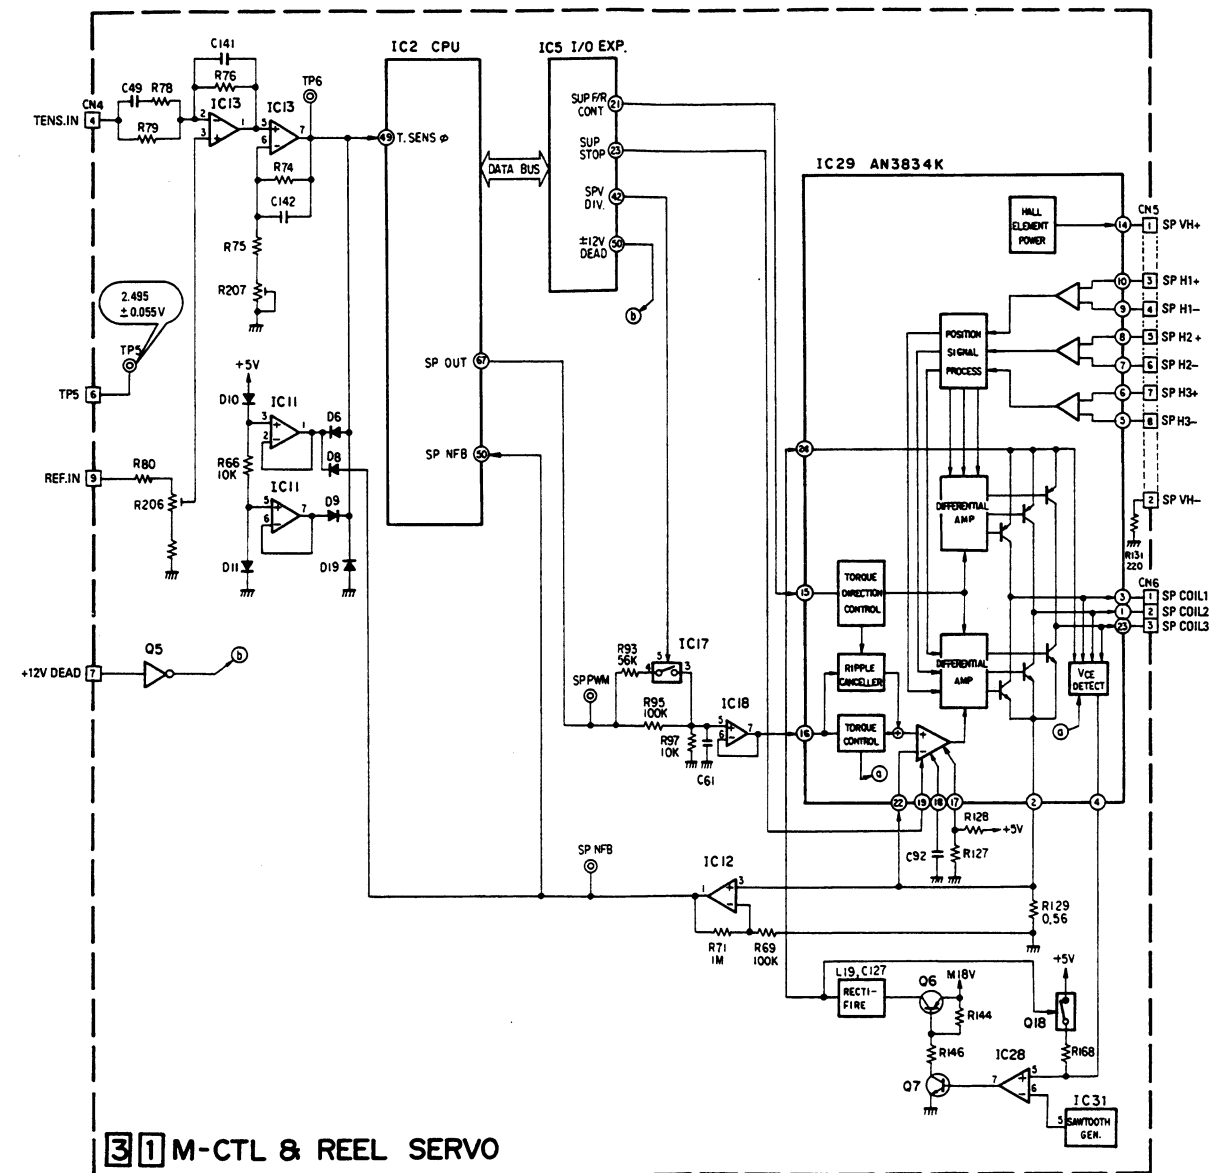 C141
R76
IC13
C49 R78
CN4
4
TENS.IN
R79
2
3
1
IC13
5
6
7
TP6
R74
C142
R75
R207
2.495
± 0.055V
TP5
TP5
6
+5V
D10
IC11
3
2
1
D6
D8
R66
10K
IC11
5
6
7
D9
D11
D19
REF.IN
9
R80
R206
+12V DEAD
7
Q5
b
IC2 CPU
49
T. SENS ø
SP OUT
67
SP NFB
50
DATA BUS
IC5 I/O EXP.
SUP F/R
CONT
21
SUP
STOP
23
SPV
DIV.
42
±12V
DEAD
50
b
IC29 AN3834K
HALL
ELEMENT
POWER
14
CN5
1
SP VH+
10
3
SP H1+
9
4
SP H1-
8
5
SP H2+
7
6
SP H2-
6
7
SP H3+
5
8
SP H3-
POSITION
SIGNAL
PROCESS
DIFFERENTIAL
AMP
2
SP VH-
R131
220
CN6
3
1
SP COIL1
1
2
SP COIL2
23
3
SP COIL3
15
TORQUE
DIRECTION
CONTROL
RIPPLE
CANCELLER
TORQUE
CONTROL
a
DIFFERENTIAL
AMP
VCE
DETECT
a
16
22
19
18
17
2
4
R93
56K
4
5
3
IC17
SP PWM
R95
100K
R97
10K
C61
IC18
5
6
7
R128
+5V
C92
R127
SP NFB
IC12
1
3
R71
1M
R69
100K
R129
0.56
L19, C127
RECTI-
FIRE
Q6
M18V
R144
R146
Q7
+5V
Q18
R168
IC28
7
5
6
IC31
5
SAWTOOTH
GEN.
3 1 M-CTL & REEL SERVO